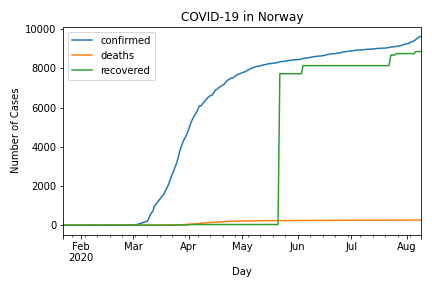 COVID-19 in Norway
10000
8000
6000
4000
2000
0
Number of Cases
confirmed
deaths
recovered
Feb
2020
Mar
Apr
May
Jun
Jul
Aug
Day